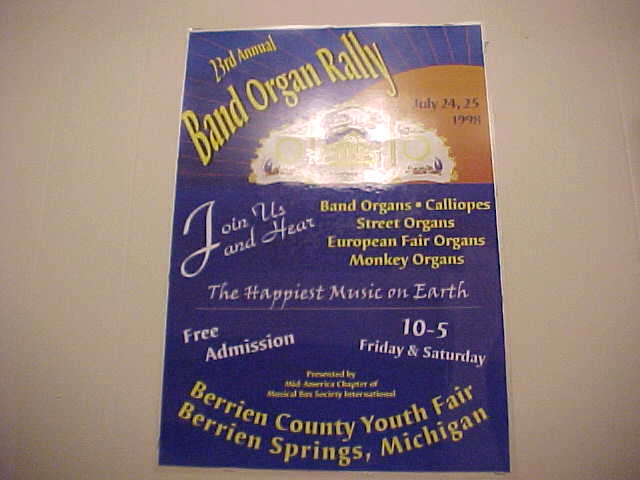 23rd Annual
Band Organ Rally
July 24, 25
1998
Join Us
and Hear
Band Organs • Calliopes
Street Organs
European Fair Organs
Monkey Organs
The Happiest Music on Earth
Free
Admission
10-5
Friday & Saturday
Presented by
Mid-America Chapter of
Musical Box Society International
Berrien County Youth Fair
Berrien Springs, Michigan